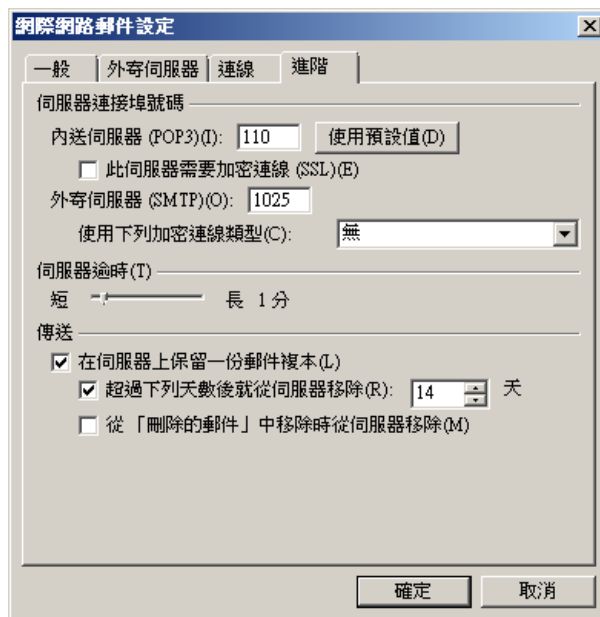 網際網路郵件設定
一般 外寄伺服器 連線 進階
伺服器連接埠號碼
內送伺服器 (POP3)(I): 110 使用預設值(D)
此伺服器需要加密連線 (SSL)(E)
外寄伺服器 (SMTP)(O): 1025
使用下列加密連線類型(C): 無
伺服器逾時(T)
短 長 1 分
傳送
在伺服器上保留一份郵件複本(L)
超過下列天數後就從伺服器移除(R): 14 天
從「刪除的郵件」中移除時從伺服器移除(M)
確定 取消